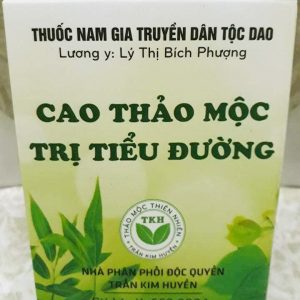 THUỐC NAM GIA TRUYỀN DÂN TỘC DAO
Lương y: Lý Thị Bích Phượng
CAO THẢO MỘC
TRỊ TIỂU ĐƯỜNG
THẢO MỘC THIÊN NHIÊN
TKH
TRẦN KIM HUYỀN
NHÀ PHÂN PHỐI ĐỘC QUYỀN
TRẦN KIM HUYỀN